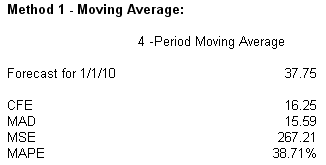 Method 1 - Moving Average:
4 -Period Moving Average
Forecast for 1/1/10 37.75
CFE 16.25
MAD 15.59
MSE 267.21
MAPE 38.71%